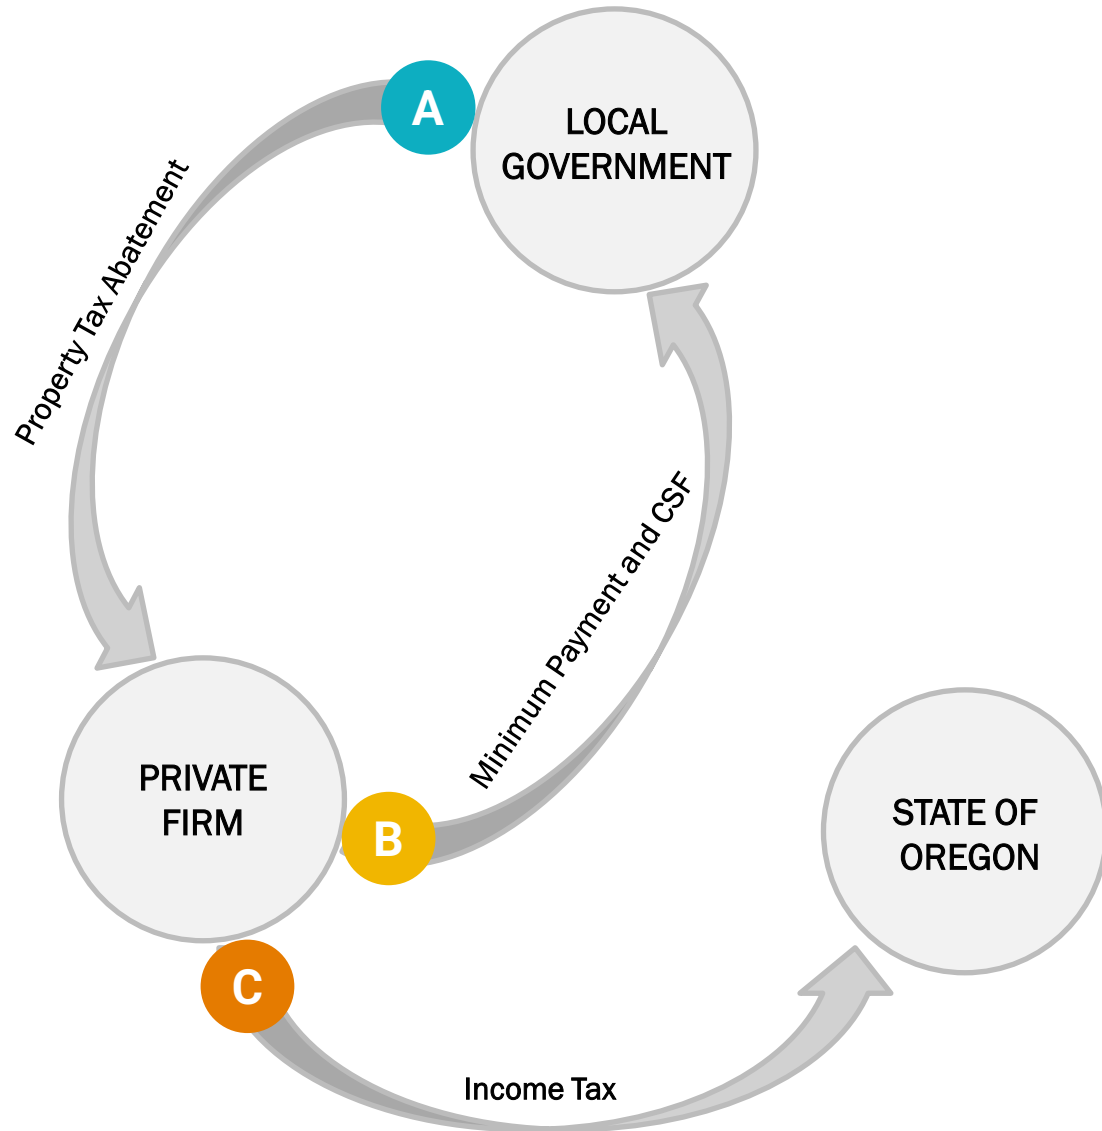 A
LOCAL
GOVERNMENT
Property Tax Abatement
Minimum Payment and CSF
PRIVATE
FIRM
B
STATE OF
OREGON
C
Income Tax